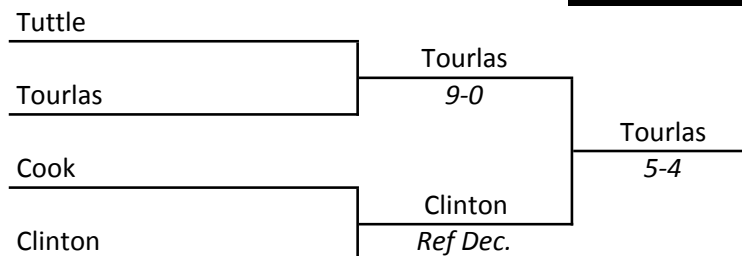 Tuttle
Tourlas
9-0
Tourlas
Tourlas
5-4
Cook
Clinton
Ref Dec.
Clinton